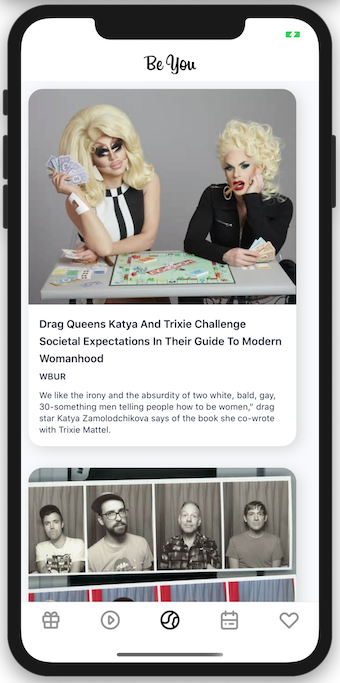 Be You
Drag Queens Katya And Trixie Challenge
Societal Expectations In Their Guide To Modern
Womanhood
WBUR
We like the irony and the absurdity of two white, bald, gay,
30-something men telling people how to be women," drag
star Katya Zamolodchikova says of the book she co-wrote
with Trixie Mattel.